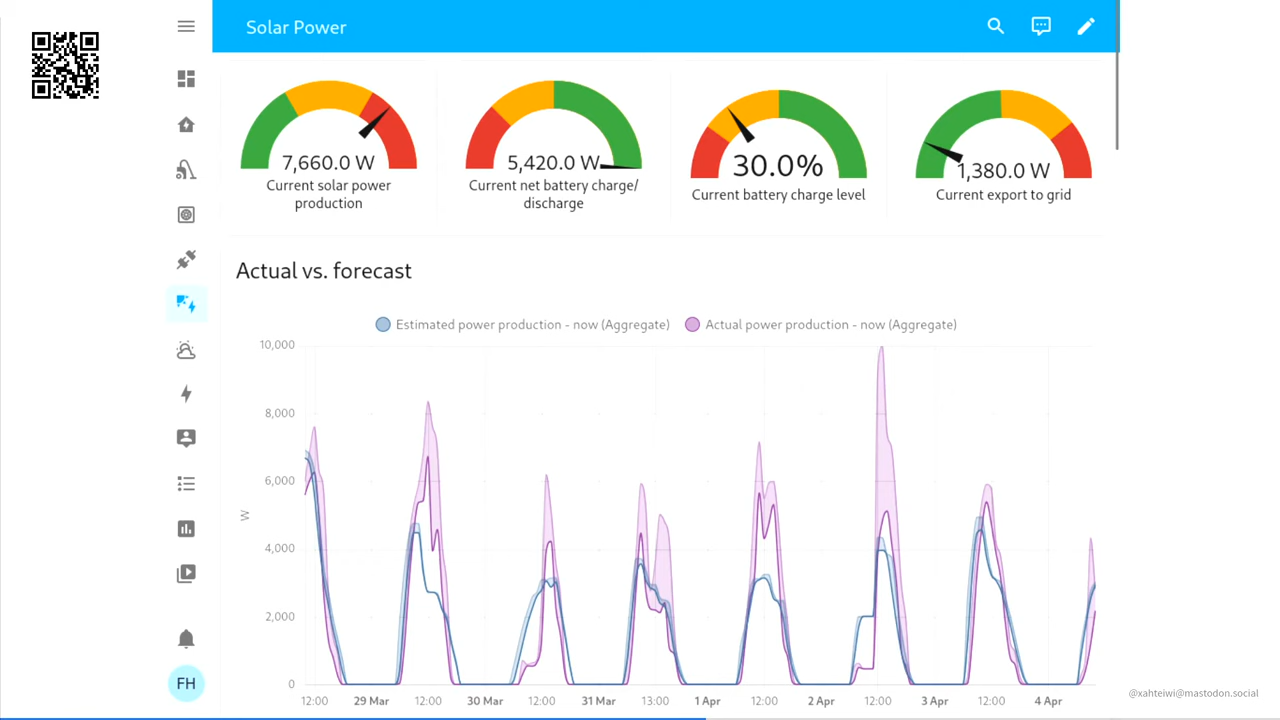 Solar Power
7,660.0 W
Current solar power
production
5,420.0 W
Current net battery charge/
discharge
30.0%
Current battery charge level
1,380.0 W
Current export to grid
Actual vs. forecast
Estimated power production - now (Aggregate)
Actual power production - now (Aggregate)
10,000
8,000
6,000
W
4,000
2,000
0
12:00 29 Mar 12:00 30 Mar 12:00 31 Mar 13:00 1 Apr 12:00 2 Apr 12:00 3 Apr 12:00 4 Apr
FH
@xahteiwi@mastodon.social